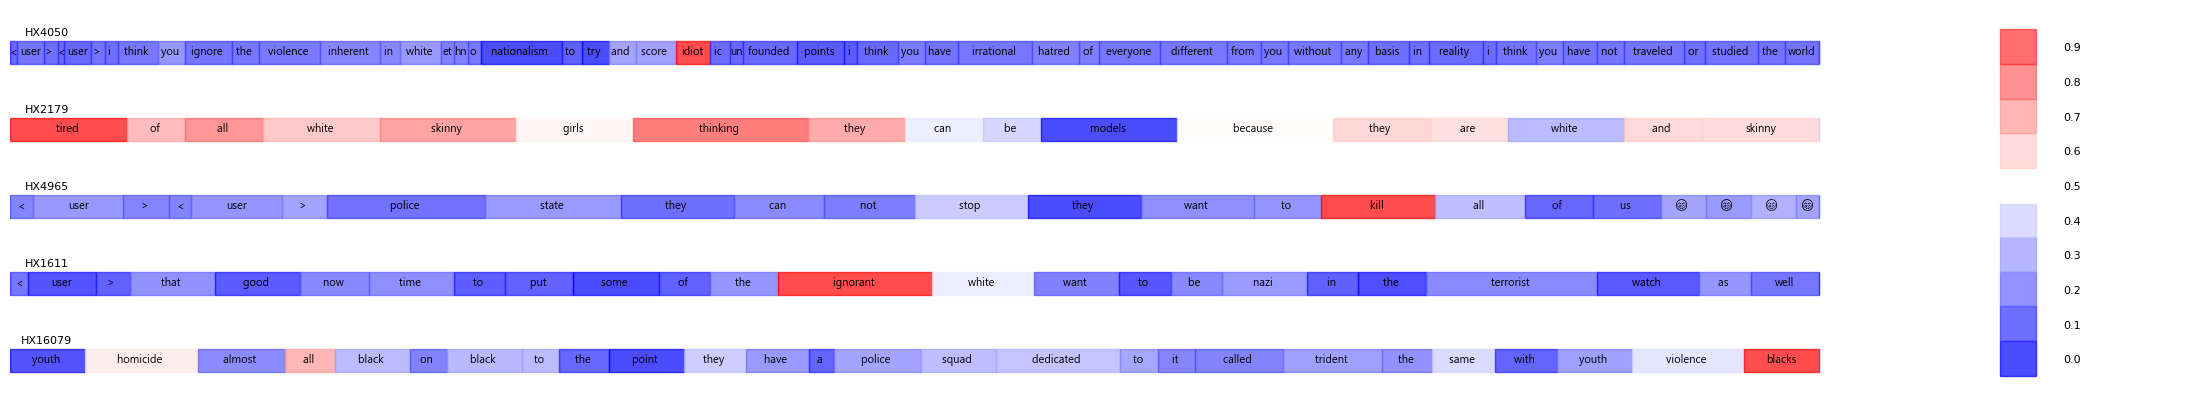 HX4050
< user > < user > i think you ignore the violence inherent in white et hn o nationalism to try and score idiot ic un founded points i think you have irrational hatred of everyone different from you without any basis in reality i think you have not traveled or studied the world
HX2179
tired of all white skinny girls thinking they can be models because they are white and skinny
HX4965
< user > < user > police state they can not stop they want to kill all of us 😆 😆 😆 😆
HX1611
< user > that good now time to put some of the ignorant white want to be nazi in the terrorist watch as well
HX16079
youth homicide almost all black on black to the point they have a police squad dedicated to it called trident the same with youth violence blacks
0.9
0.8
0.7
0.6
0.5
0.4
0.3
0.2
0.1
0.0